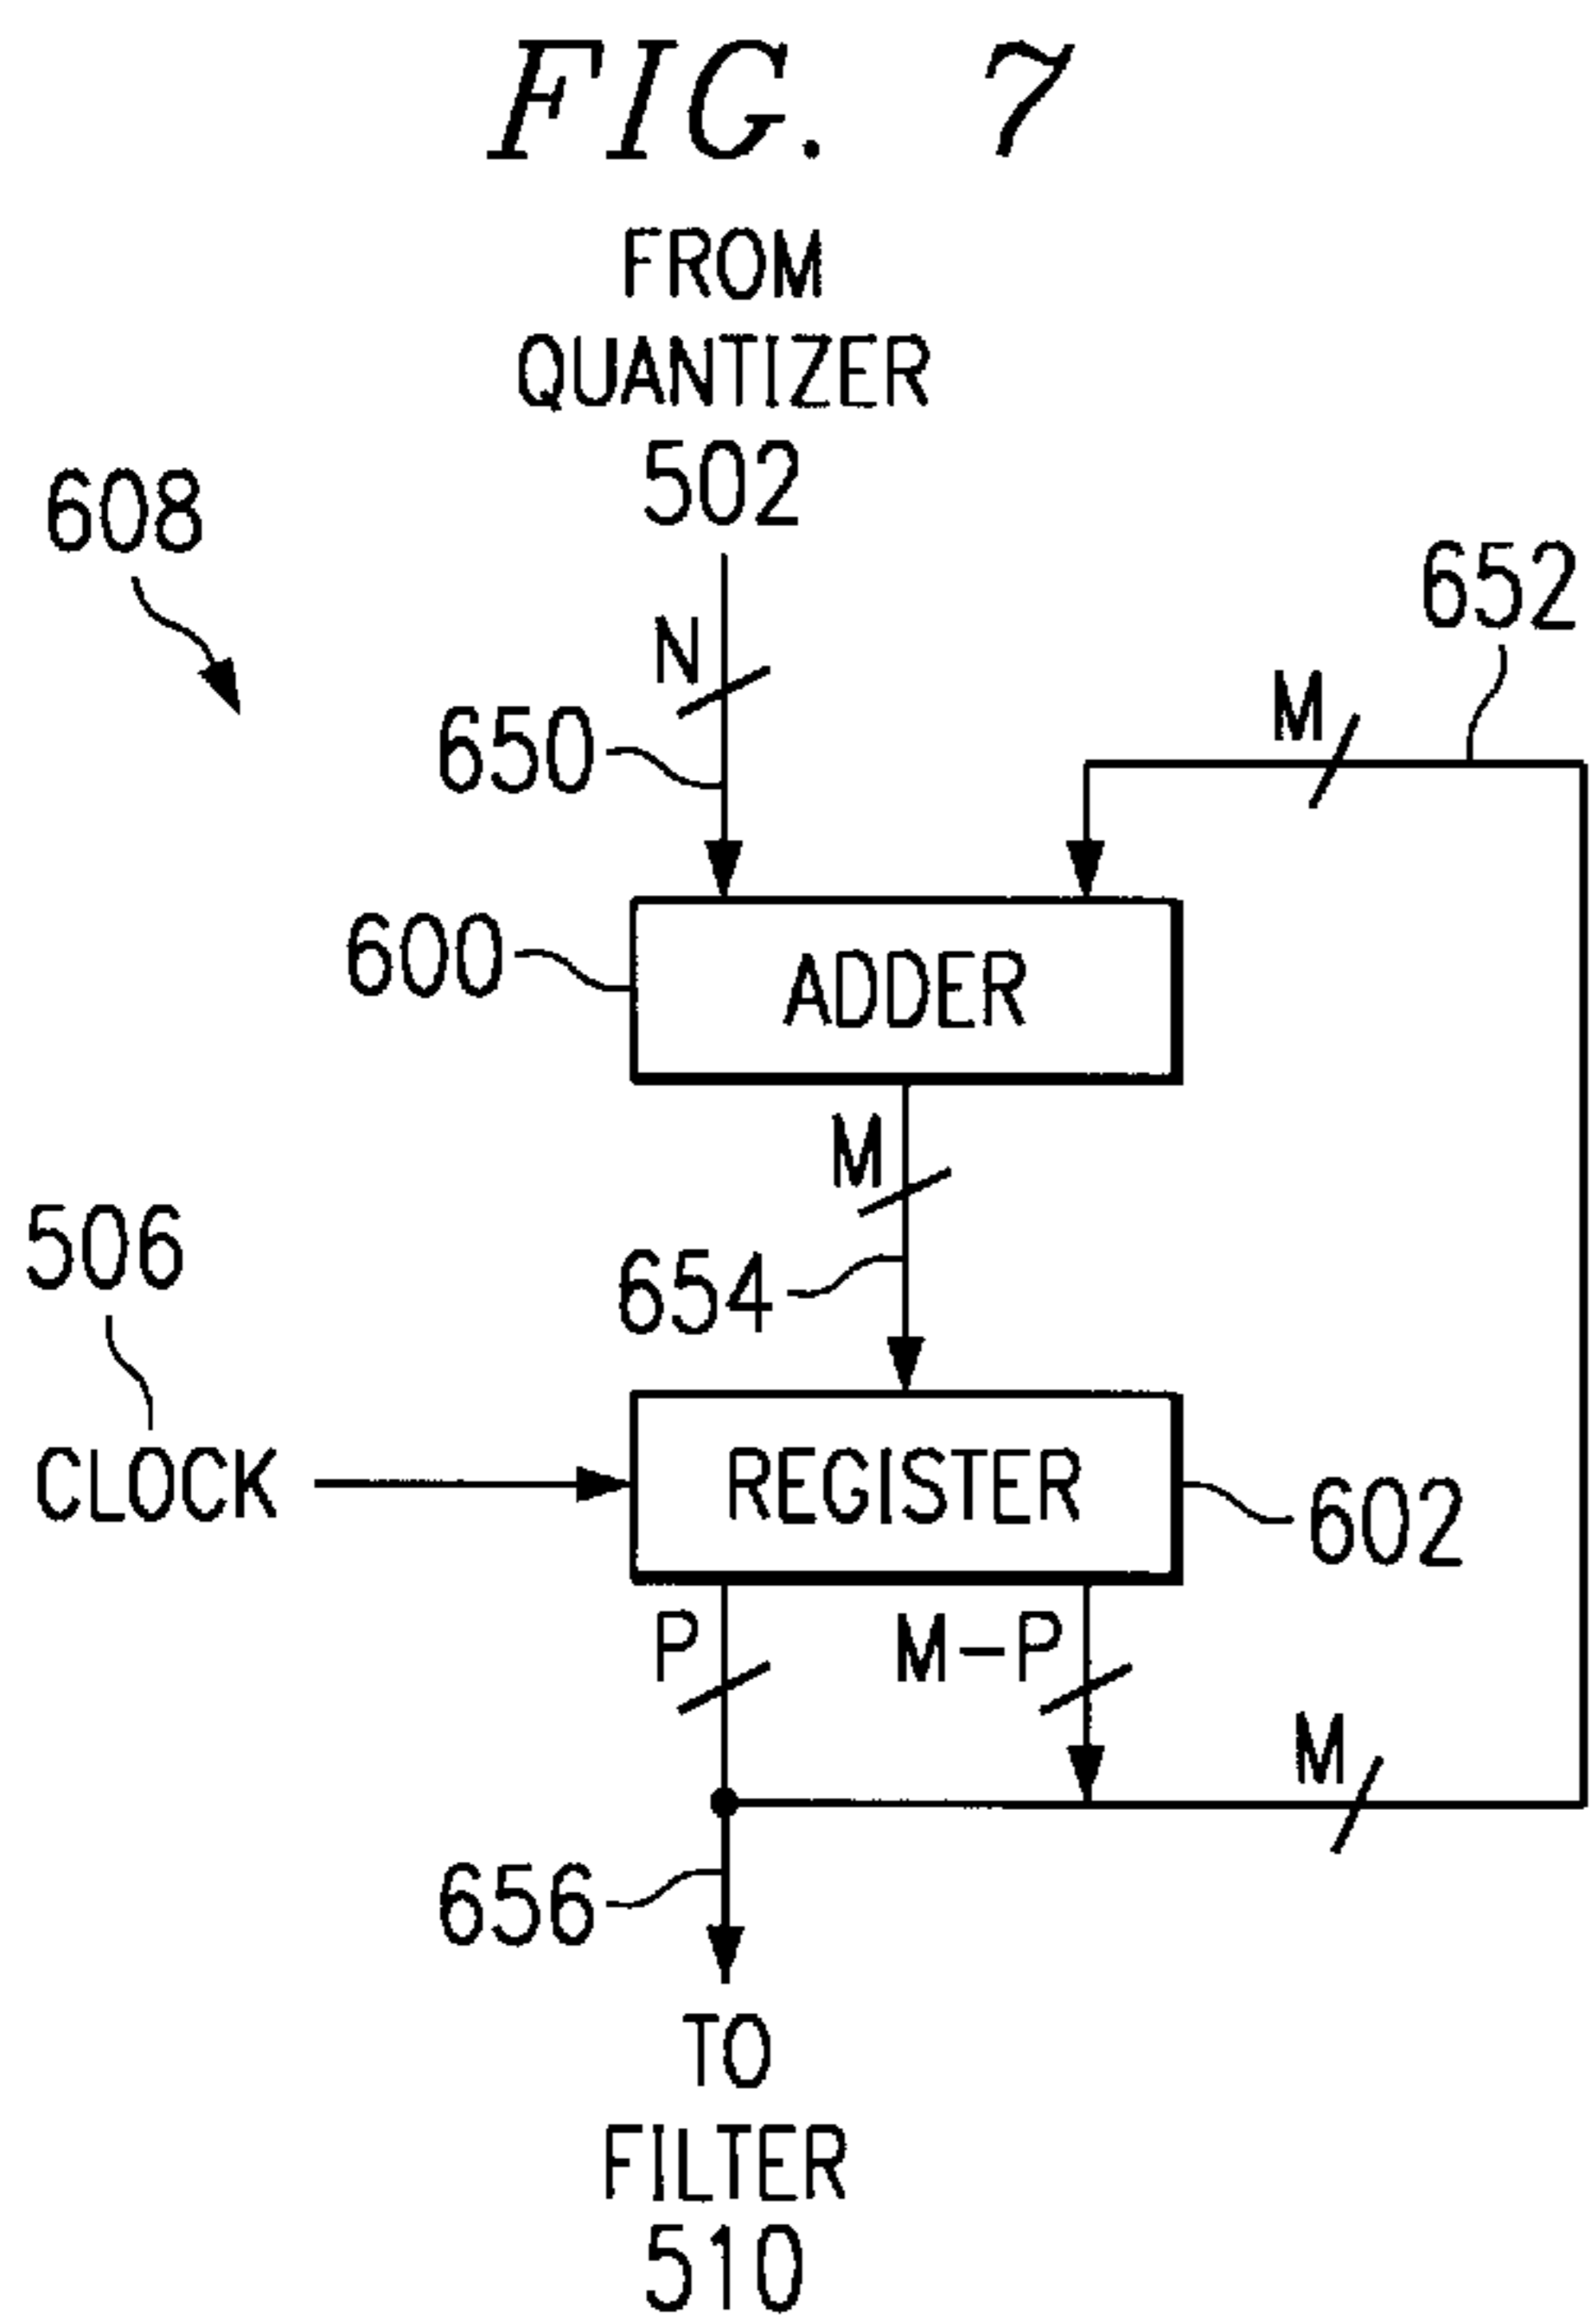 FIG. 7
FROM
QUANTIZER
502
608
652
N
M
650
600
ADDER
M
506
654
CLOCK
REGISTER
602
P
M-P
M
656
TO
FILTER
510